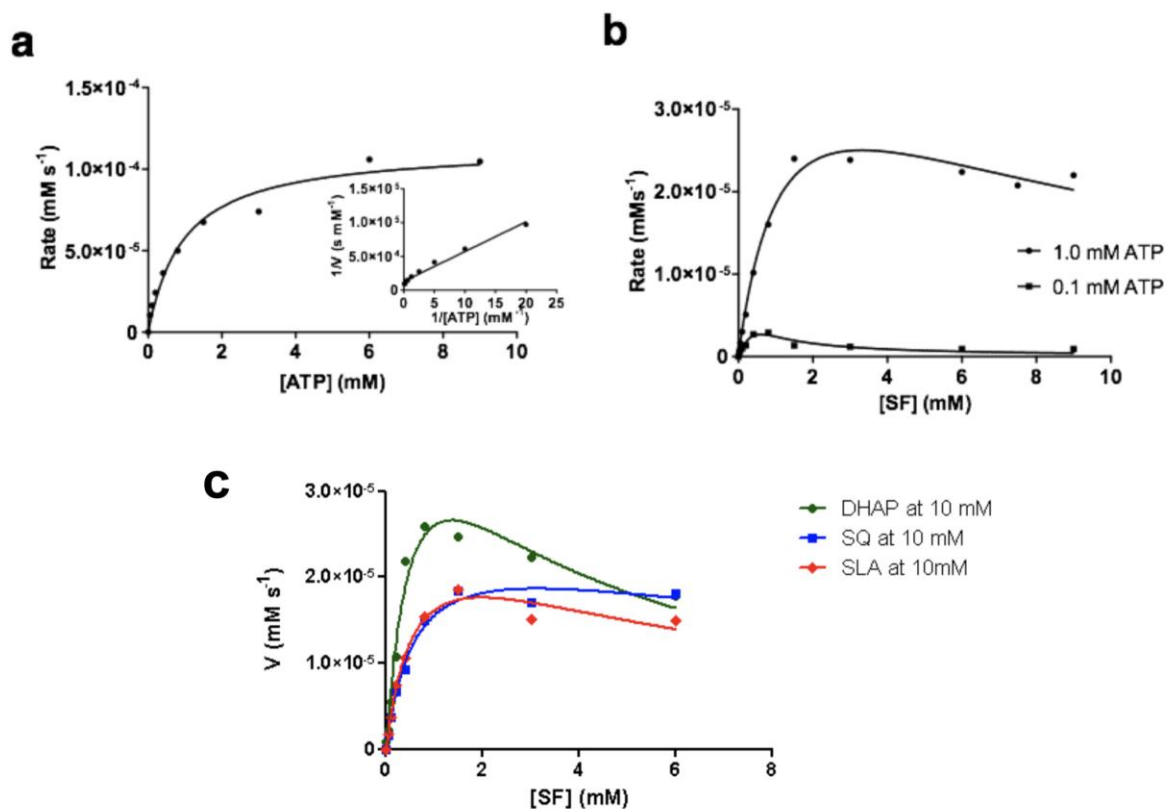 a
1.5×10⁻⁴
1.0×10⁻⁴
5.0×10⁻⁵
0
Rate (mM s⁻¹)
0 2 4 6 8 10
[ATP] (mM)
1.5×10⁵
1.0×10⁵
5.0×10⁴
0
1/V (s mM⁻¹)
0 5 10 15 20 25
1/[ATP] (mM⁻¹)
b
3.0×10⁻⁵
2.0×10⁻⁵
1.0×10⁻⁵
0
Rate (mMs⁻¹)
0 2 4 6 8 10
[SF] (mM)
1.0 mM ATP
0.1 mM ATP
c
3.0×10⁻⁵
2.0×10⁻⁵
1.0×10⁻⁵
0
V (mM s⁻¹)
0 2 4 6 8
[SF] (mM)
DHAP at 10 mM
SQ at 10 mM
SLA at 10mM